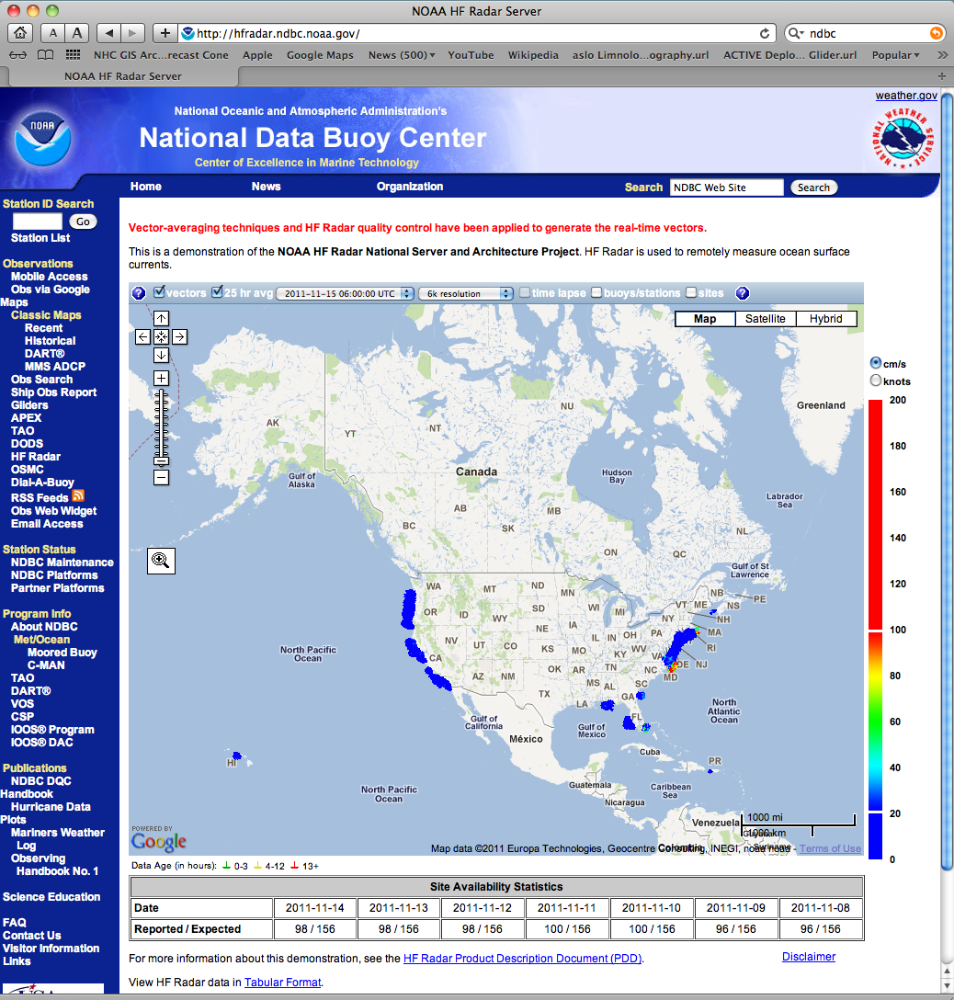 NOAA HF Radar Server
A A + http://hfradar.ndbc.noaa.gov/ ndbc
NHC GIS Arc...recast Cone Apple Google Maps News (500) YouTube Wikipedia aslo Limnolo...ography.url ACTIVE Deplo... Glider.url Popular
NOAA HF Radar Server
weather.gov
NOAA
National Oceanic and Atmospheric Administration's
National Data Buoy Center
Center of Excellence in Marine Technology
NATIONAL WEATHER SERVICE
Home News Organization Search NDBC Web Site Search
Station ID Search
Go
Station List
Observations
Mobile Access
Obs via Google
Maps
Classic Maps
Recent
Historical
DART®
MMS ADCP
Obs Search
Ship Obs Report
Gliders
APEX
TAO
DODS
HF Radar
OSMC
Dial-A-Buoy
RSS Feeds
Obs Web Widget
Email Access
Station Status
NDBC Maintenance
NDBC Platforms
Partner Platforms
Program Info
About NDBC
Met/Ocean
Moored Buoy
C-MAN
TAO
DART®
VOS
CSP
IOOS® Program
IOOS® DAC
Publications
NDBC DQC
Handbook
Hurricane Data
Plots
Mariners Weather
Log
Observing
Handbook No. 1
Science Education
FAQ
Contact Us
Visitor Information
Links
Vector-averaging techniques and HF Radar quality control have been applied to generate the real-time vectors.
This is a demonstration of the NOAA HF Radar National Server and Architecture Project. HF Radar is used to remotely measure ocean surface
currents.
? vectors 25 hr avg 2011-11-15 06:00:00 UTC 6k resolution time lapse buoys/stations sites ?
Map Satellite Hybrid
Greenland
NU
AK
YT
NT
Canada
Gulf of
Alaska
Hudson
Bay
Labrador
Sea
AB
MB
BC
SK
NL
ON
QC
Gulf of St
Lawrence
WA
MT
ND
MN
NB
PE
OR
ID
SD
WI
MI
VT
ME
NS
WY
NY
NH
NE
IA
MA
NV
UT
CO
IL
IN
OH
PA
RI
CA
KS
MO
KY
WV
VA
DE
NJ
AZ
NM
OK
AR
TN
NC
MD
MS
AL
SC
TX
LA
GA
FL
North Pacific
Ocean
North
Atlantic
Ocean
Gulf of
California
México
Gulf of
Mexico
Cuba
HI
PR
North Pacific
Ocean
Guatemala
Nicaragua
Caribbean
Sea
Venezuela
Guyana
Colombia
Suriname
1000 mi
1000 km
POWERED BY
Google
Map data ©2011 Europa Technologies, Geocentre Consulting, INEGI, noaa noaa - Terms of Use
cm/s
knots
200
180
160
140
120
100
80
60
40
20
0
Data Age (in hours): 0-3 4-12 13+
Site Availability Statistics
Date 2011-11-14 2011-11-13 2011-11-12 2011-11-11 2011-11-10 2011-11-09 2011-11-08
Reported / Expected 98 / 156 98 / 156 98 / 156 100 / 156 100 / 156 96 / 156 96 / 156
For more information about this demonstration, see the HF Radar Product Description Document (PDD). Disclaimer
View HF Radar data in Tabular Format.